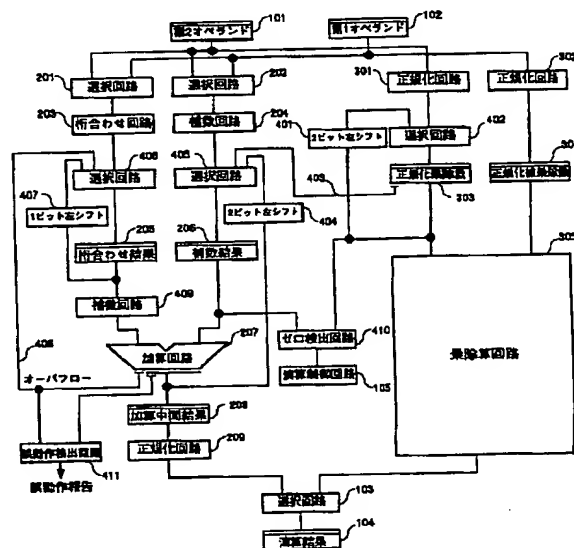 101
第2オペランド
102
第1オペランド
201
選択回路
202
選択回路
301
正規化回路
302
正規化回路
203
桁合わせ回路
204
補数回路
401
2ビット左シフト
402
選択回路
406
選択回路
405
選択回路
403
正規化
303
正規化
407
1ビット左シフト
2ビット左シフト
404
205
桁合わせ結果
206
補数結果
305
409
補数回路
408
207
加算回路
ゼロ検出回路
410
演算制御回路
105
乗除算回路
オーバフロー
208
加算中間結果
209
正規化回路
誤動作検出回路
411
誤動作報告
選択回路
103
演算結果
104